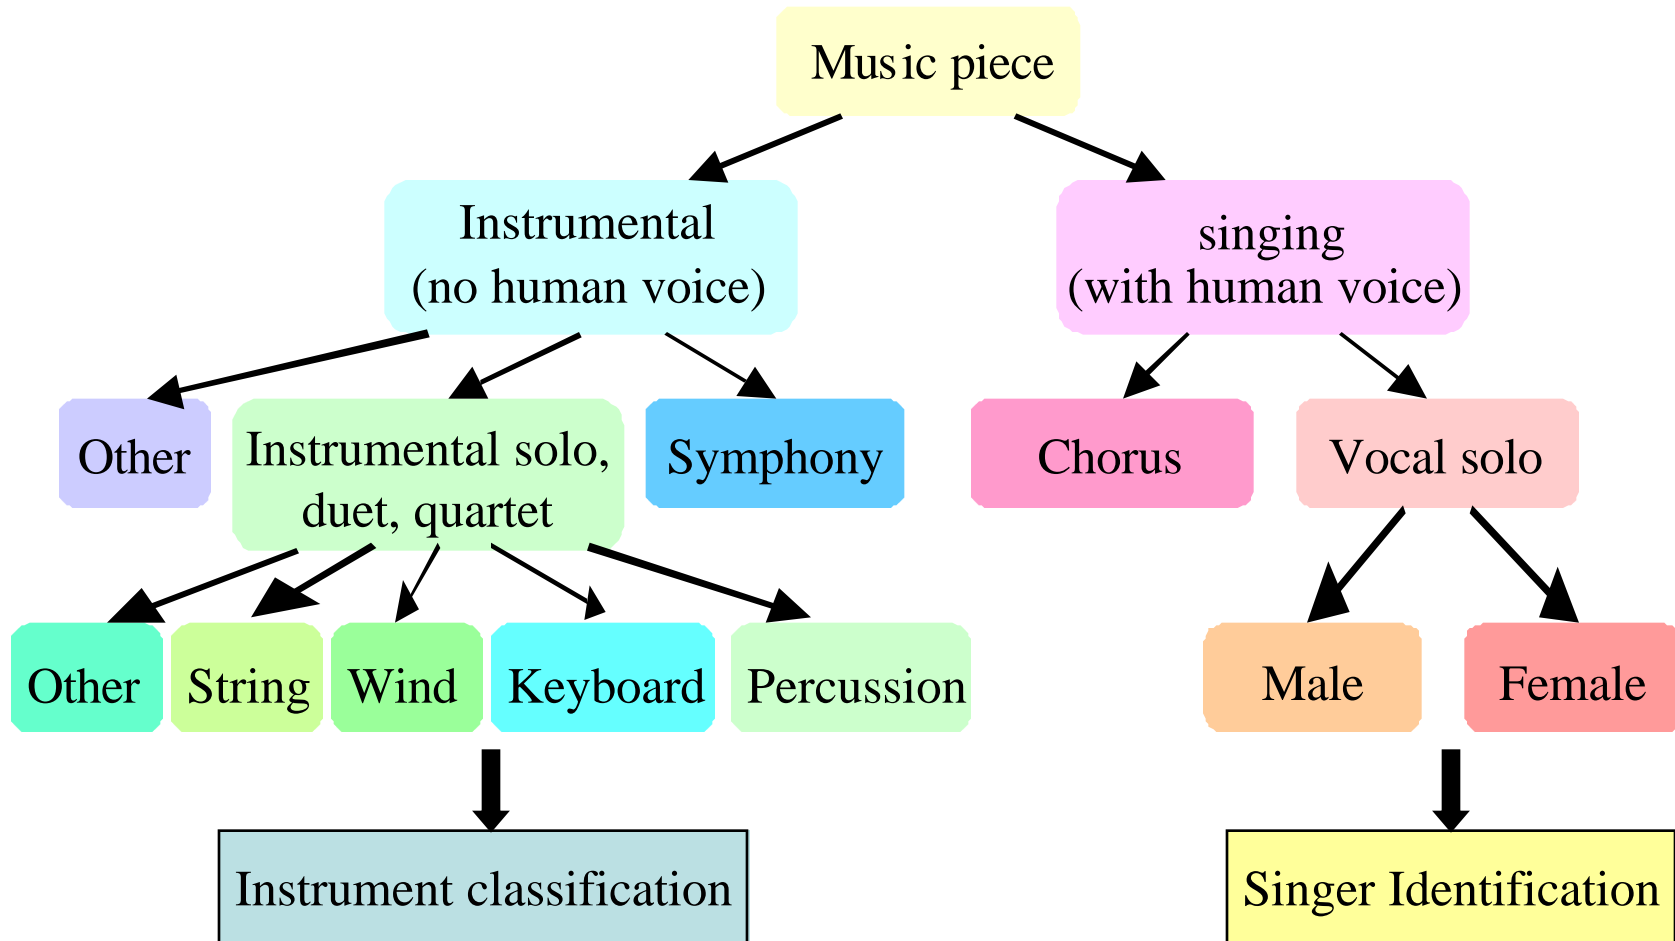 Music piece
Instrumental
(no human voice)
singing
(with human voice)
Other
Instrumental solo,
duet, quartet
Symphony
Chorus
Vocal solo
Other
String
Wind
Keyboard
Percussion
Male
Female
Instrument classification
Singer Identification